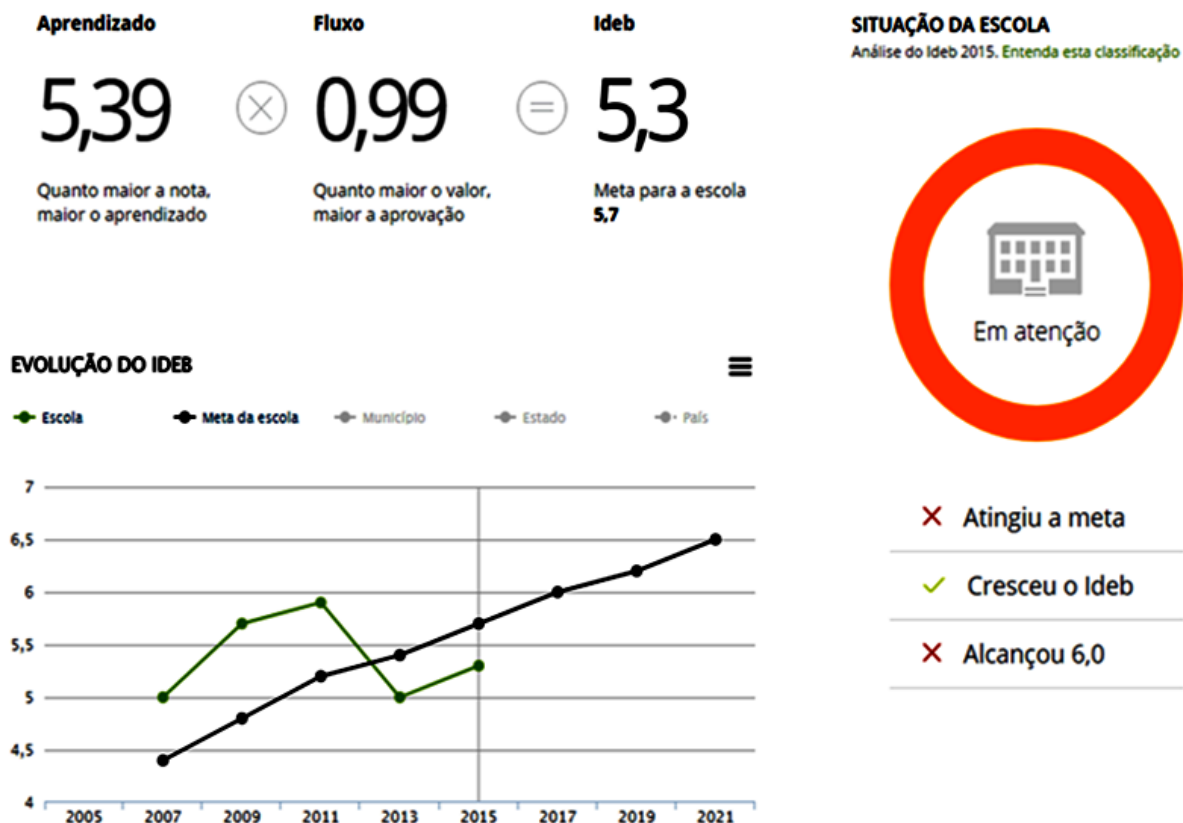 Aprendizado
5,39
Quanto maior a nota,
maior o aprendizado
×
Fluxo
0,99
Quanto maior o valor,
maior a aprovação
=
Ideb
5,3
Meta para a escola
5,7
SITUAÇÃO DA ESCOLA
Análise do Ideb 2015. Entenda esta classificação
Em atenção
Atingiu a meta
Cresceu o Ideb
Alcançou 6,0
EVOLUÇÃO DO IDEB
Escola
Meta da escola
Município
Estado
País
7
6,5
6
5,5
5
4,5
4
2005 2007 2009 2011 2013 2015 2017 2019 2021